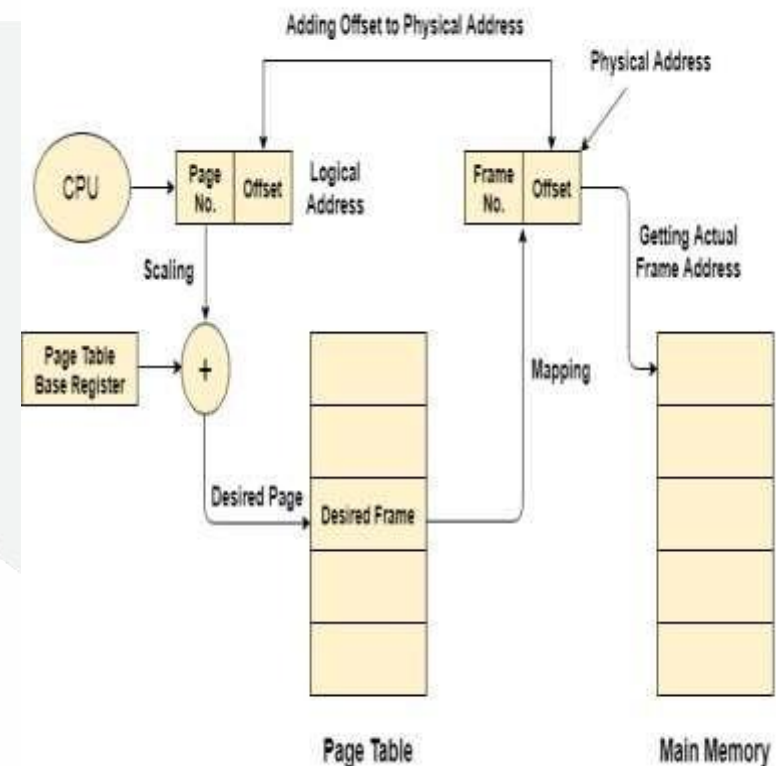 Adding Offset to Physical Address
Physical Address
CPU
Page
No.
Offset
Logical
Address
Frame
No.
Offset
Getting Actual
Frame Address
Scaling
Page Table
Base Register
+
Mapping
Desired Page
Desired Frame
Page Table
Main Memory